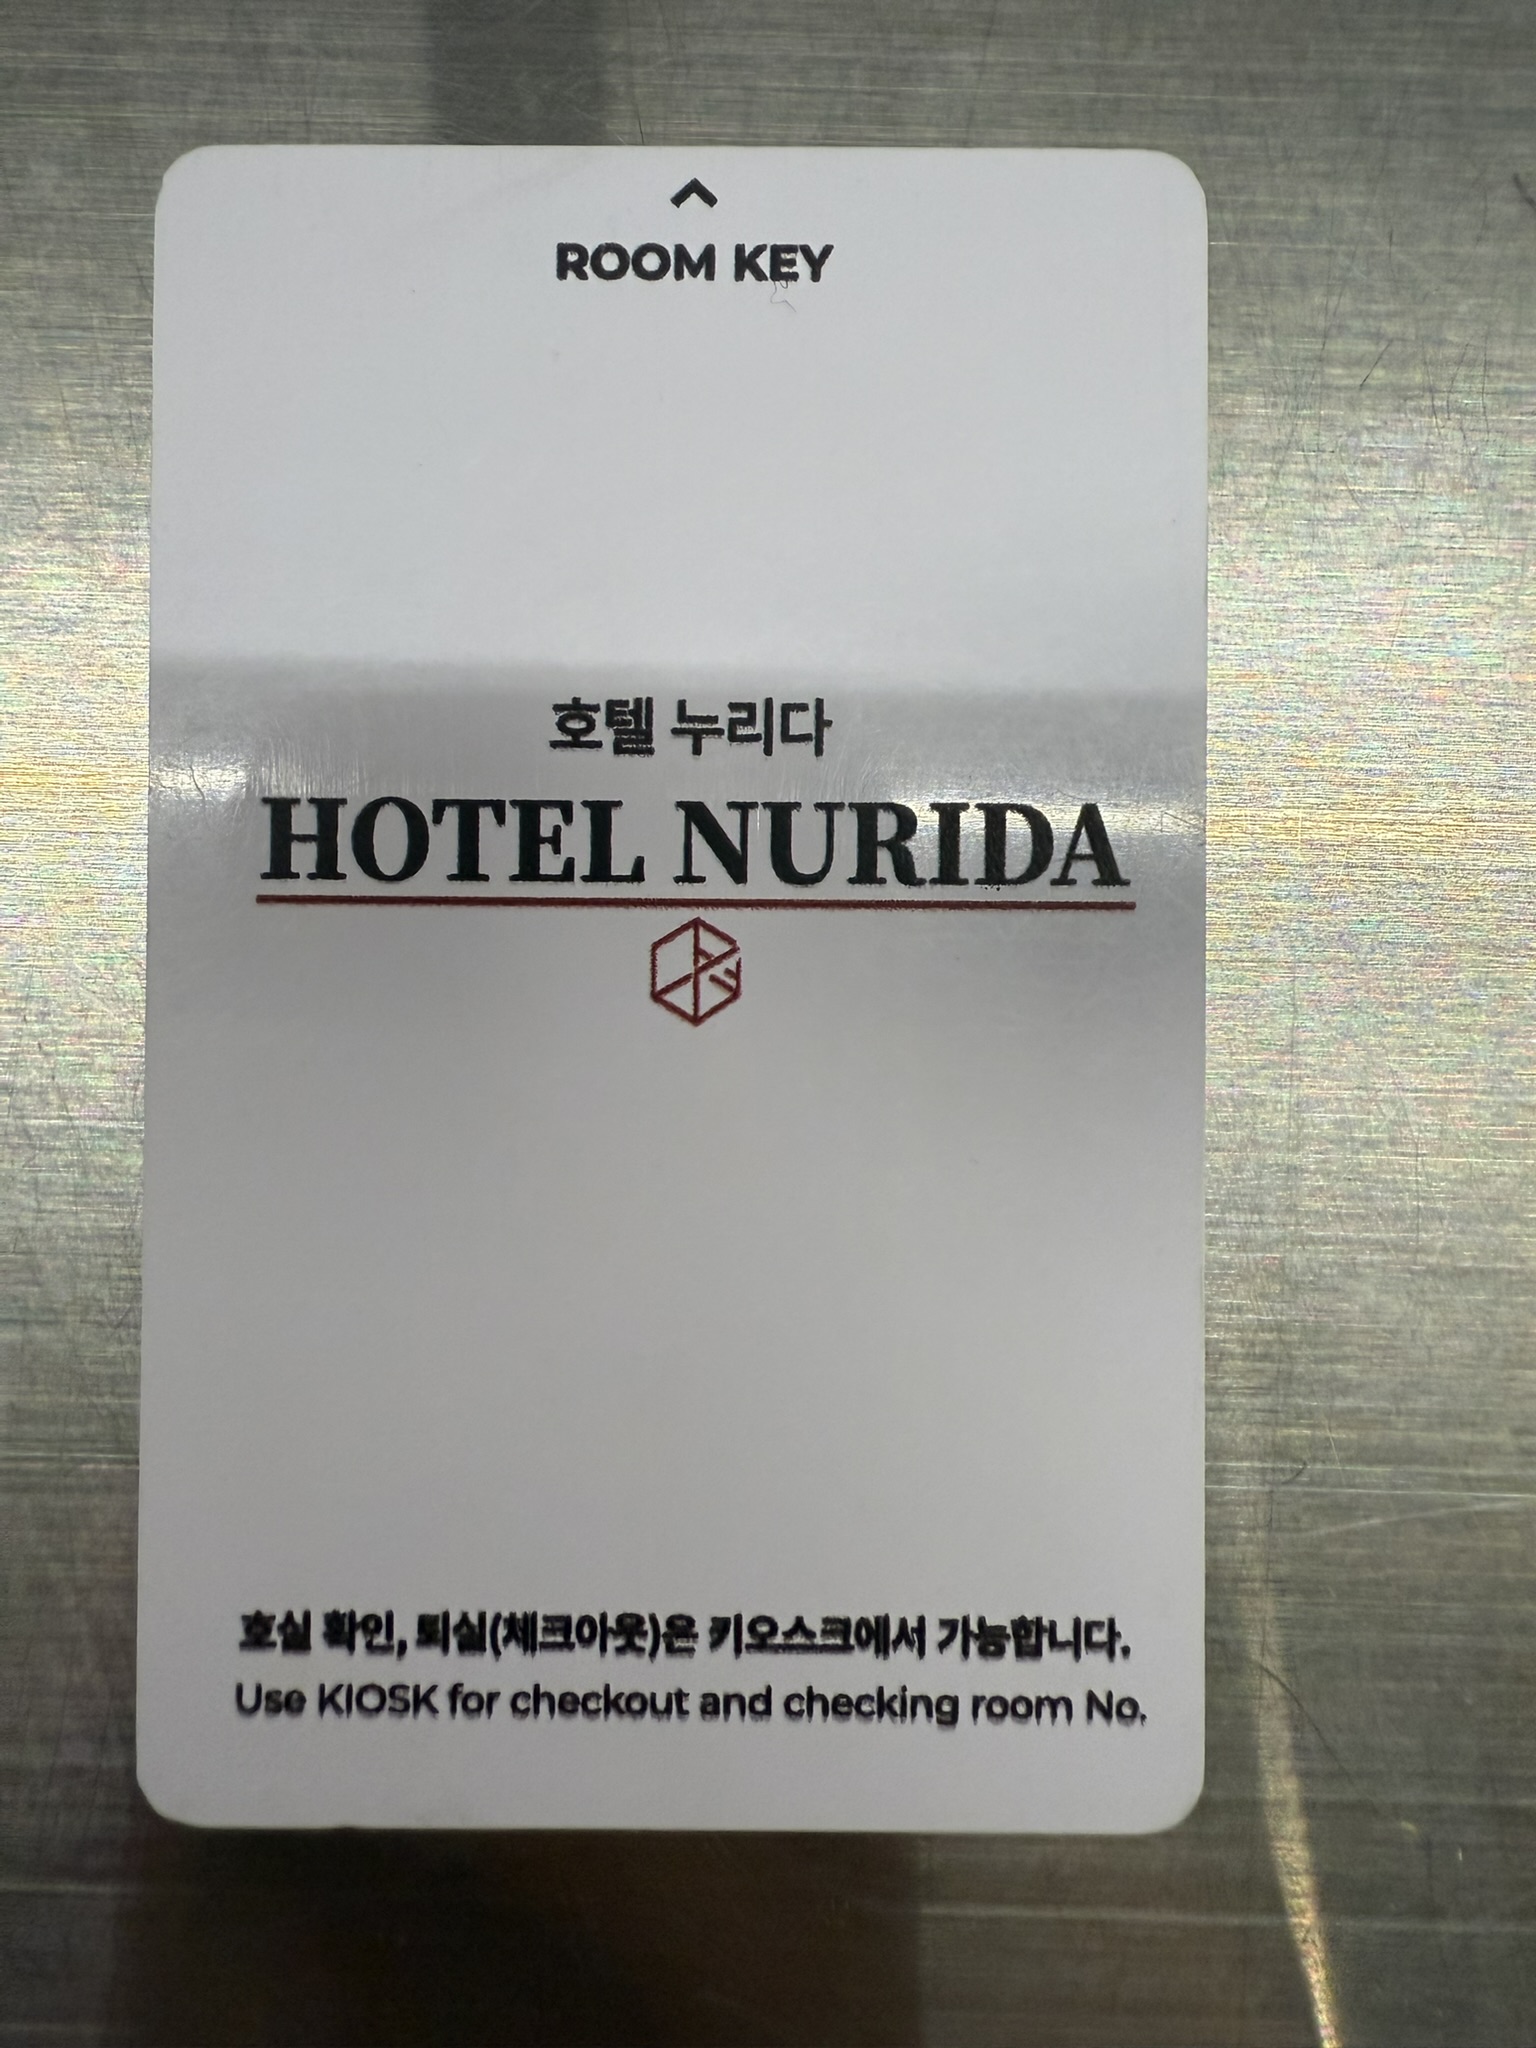 ROOM KEY
호텔 누리다
HOTEL NURIDA
호실 확인, 퇴실(체크아웃)은 키오스크에서 가능합니다.
Use KIOSK for checkout and checking room No.